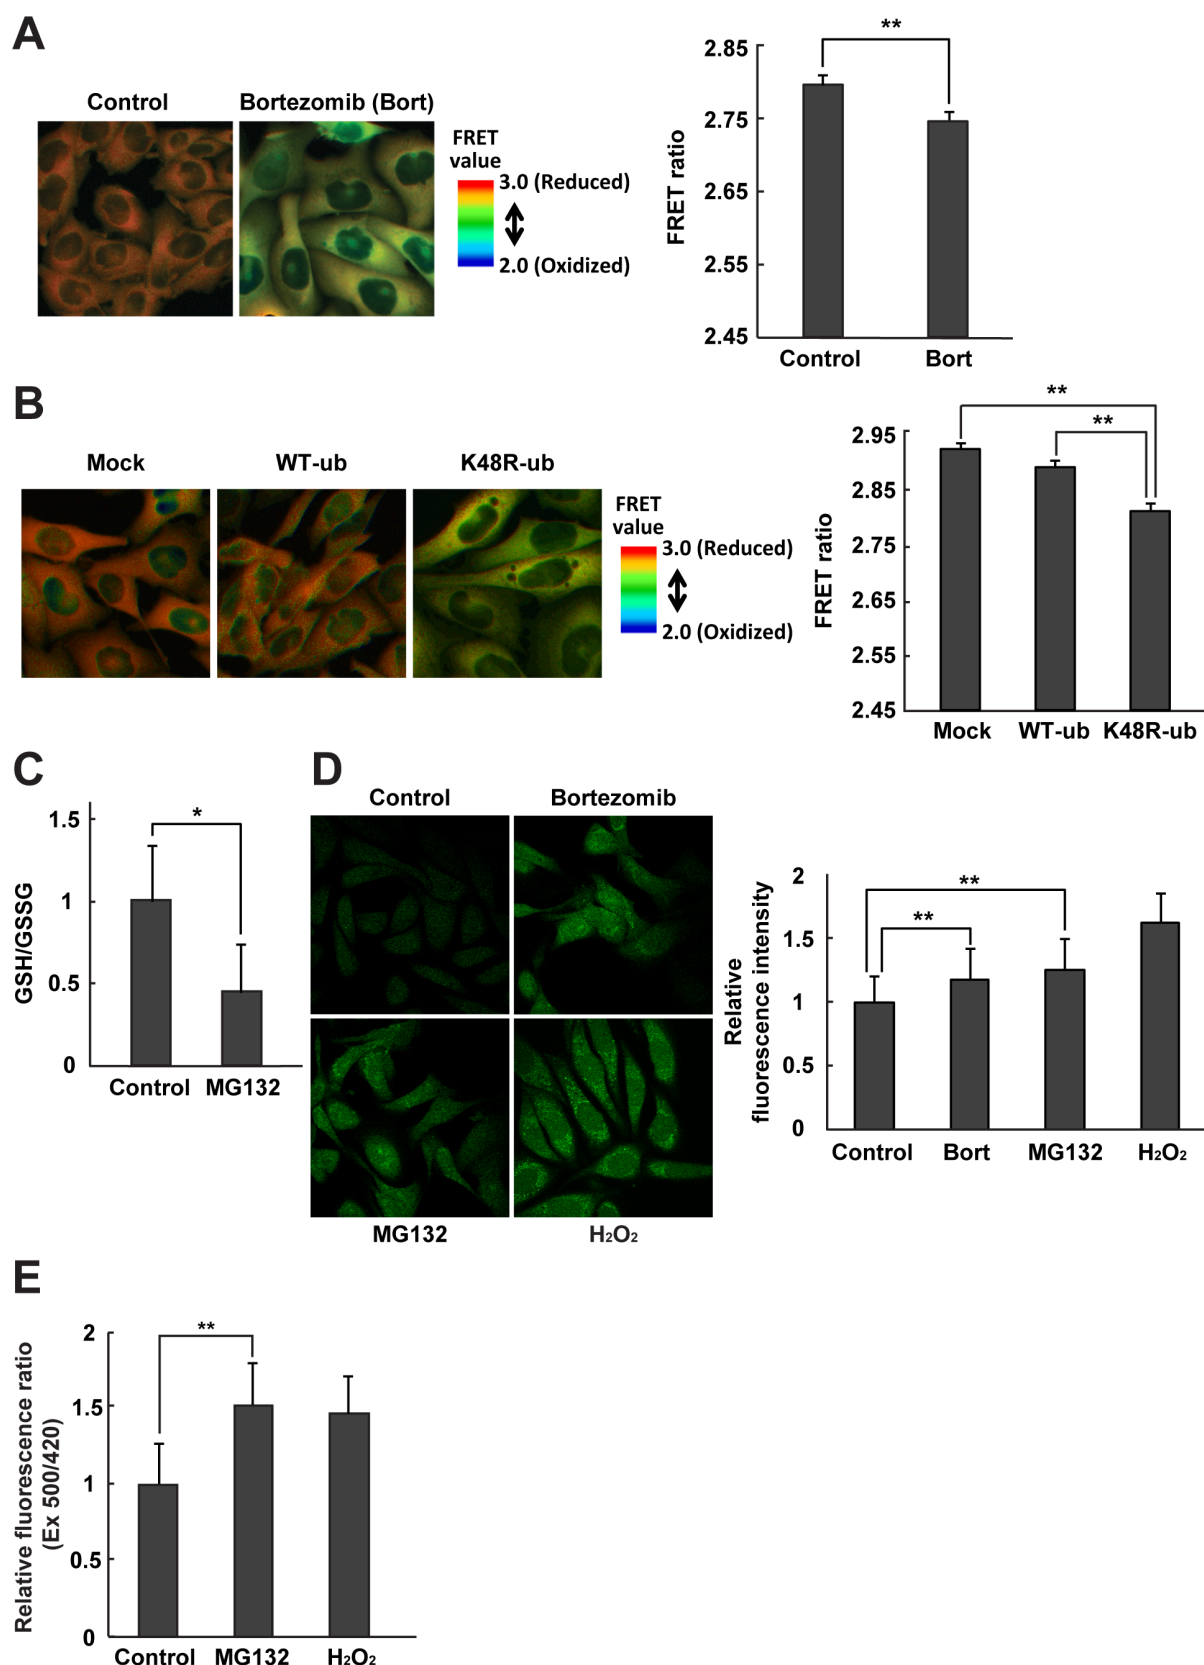 A
Control
Bortezomib (Bort)
FRET
value
3.0 (Reduced)
2.0 (Oxidized)
**
2.85
2.75
2.65
2.55
2.45
FRET ratio
Control
Bort
B
Mock
WT-ub
K48R-ub
FRET
value
3.0 (Reduced)
2.0 (Oxidized)
**
**
2.95
2.85
2.75
2.65
2.55
2.45
FRET ratio
Mock
WT-ub
K48R-ub
C
*
1.5
1
0.5
0
GSH/GSSG
Control
MG132
D
Control
Bortezomib
MG132
H₂O₂
**
**
2
1.5
1
0.5
0
Relative
fluorescence intensity
Control
Bort
MG132
H₂O₂
E
**
2
1.5
1
0.5
0
Relative fluorescence ratio
(Ex 500/420)
Control
MG132
H₂O₂